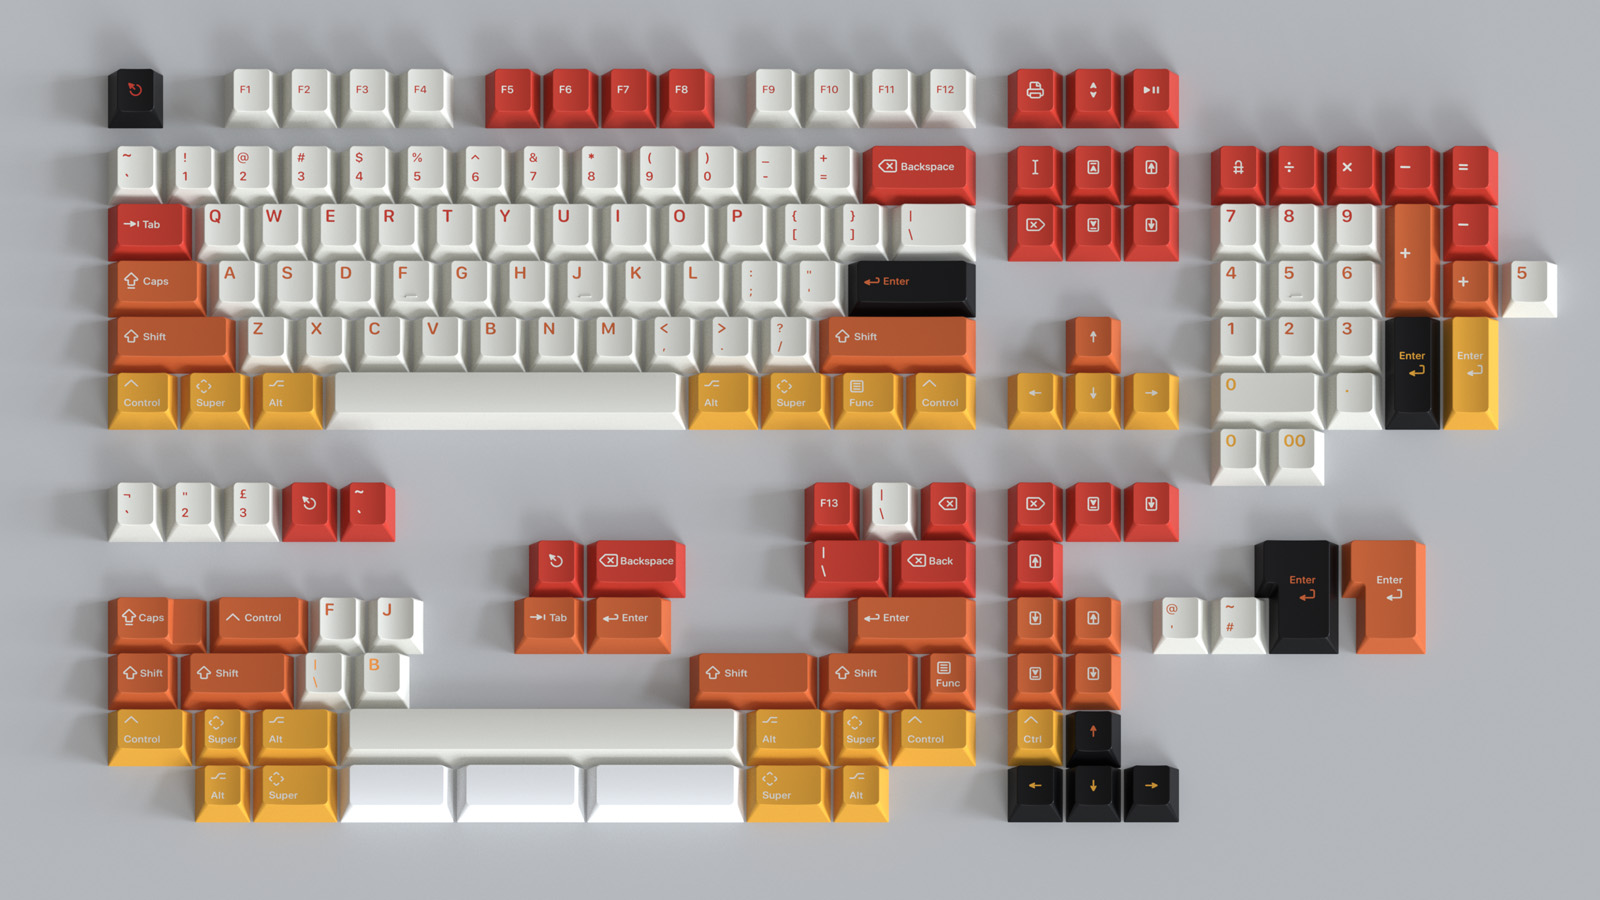 F1 F2 F3 F4 F5 F6 F7 F8 F9 F10 F11 F12
~ ! @ # $ % ^ & * ( ) _ +
` 1 2 3 4 5 6 7 8 9 0 - = Backspace ÷ × − =
Tab Q W E R T Y U I O P { } | 7 8 9 −
[ ] \ +
Caps A S D F G H J K L : " Enter 4 5 6 + 5
; '
Shift Z X C V B N M < > ? Shift ↑ 1 2 3 Enter Enter
, . /
Control Super Alt Alt Super Func Control ← ↓ → 0 .
0 00
¬ " £ ~ F13 |
` 2 3 ` \
Backspace | Back Enter Enter
\
Caps Control F J Tab Enter Enter @ ~
' #
Shift Shift | B Shift Shift Func
\
Control Super Alt Alt Super Control Ctrl ↑
Alt Super Super Alt ← ↓ →